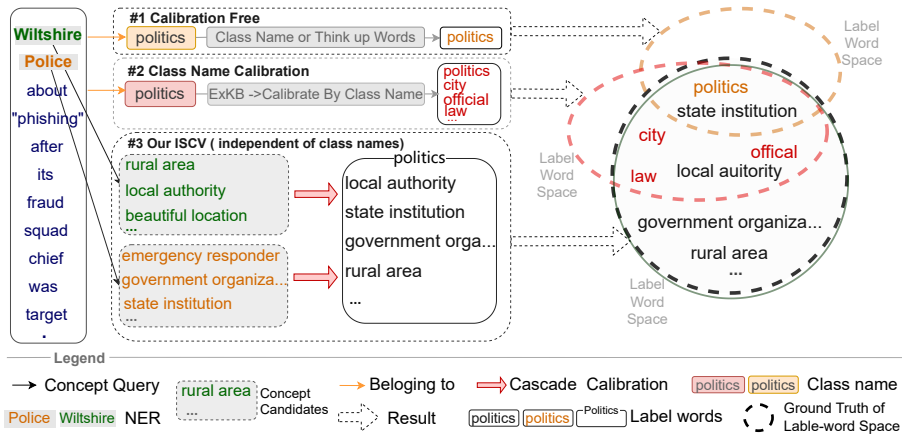 Wiltshire
Police
about
"phishing"
after
its
fraud
squad
chief
was
target
.
#1 Calibration Free
politics
Class Name or Think up Words
politics
#2 Class Name Calibration
politics
ExKB ->Calibrate By Class Name
politics
city
official
law
...
#3 Our ISCV ( independent of class names)
rural area
local authority
beautiful location
...
emergency responder
government organiza...
state institution
...
politics
local auhority
state institution
government orga...
rural area
...
Label
Word
Space
politics
state institution
city
offical
law
local auitority
Label
Word
Space
government organiza...
rural area
...
Label
Word
Space
Legend
Concept Query
rural area
...
Concept
Candidates
Beloging to
Cascade Calibration
politics politics Class name
Police Wiltshire NER
Result
politics politics Politics Label words
Ground Truth of
Lable-word Space